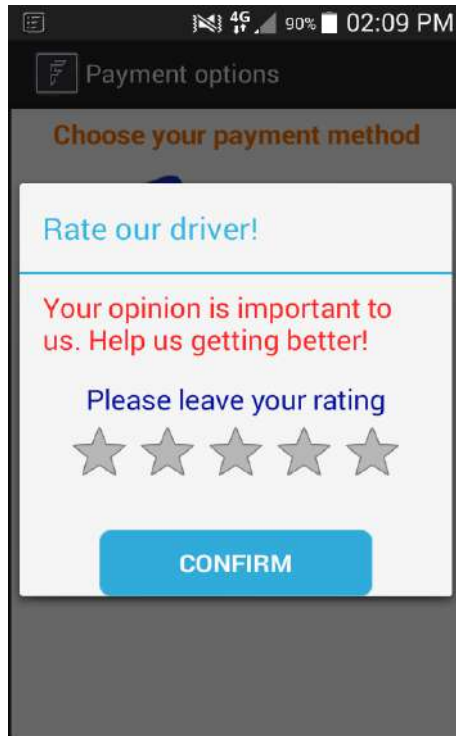 4G 90% 02:09 PM
Payment options
Choose your payment method
Rate our driver!
Your opinion is important to
us. Help us getting better!
Please leave your rating
CONFIRM